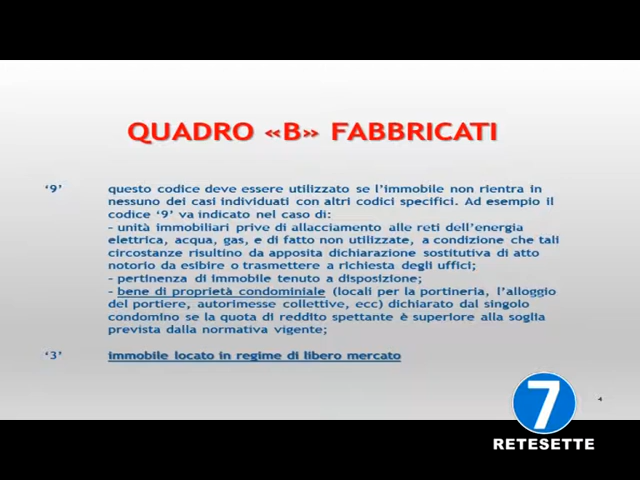 QUADRO «B» FABBRICATI
‘9’ questo codice deve essere utilizzato se l’immobile non rientra in
nessuno dei casi individuati con altri codici specifici. Ad esempio il
codice ‘9’ va indicato nel caso di:
- unità immobiliari prive di allacciamento alle reti dell’energia
elettrica, acqua, gas, e di fatto non utilizzate, a condizione che tali
circostanze risultino da apposita dichiarazione sostitutiva di atto
notorio da esibire o trasmettere a richiesta degli uffici;
- pertinenza di immobile tenuto a disposizione;
- bene di proprietà condominiale (locali per la portineria, l’alloggio
del portiere, autorimesse collettive, ecc) dichiarato dal singolo
condomino se la quota di reddito spettante è superiore alla soglia
prevista dalla normativa vigente;
‘3’ immobile locato in regime di libero mercato
4
7
RETESETTE